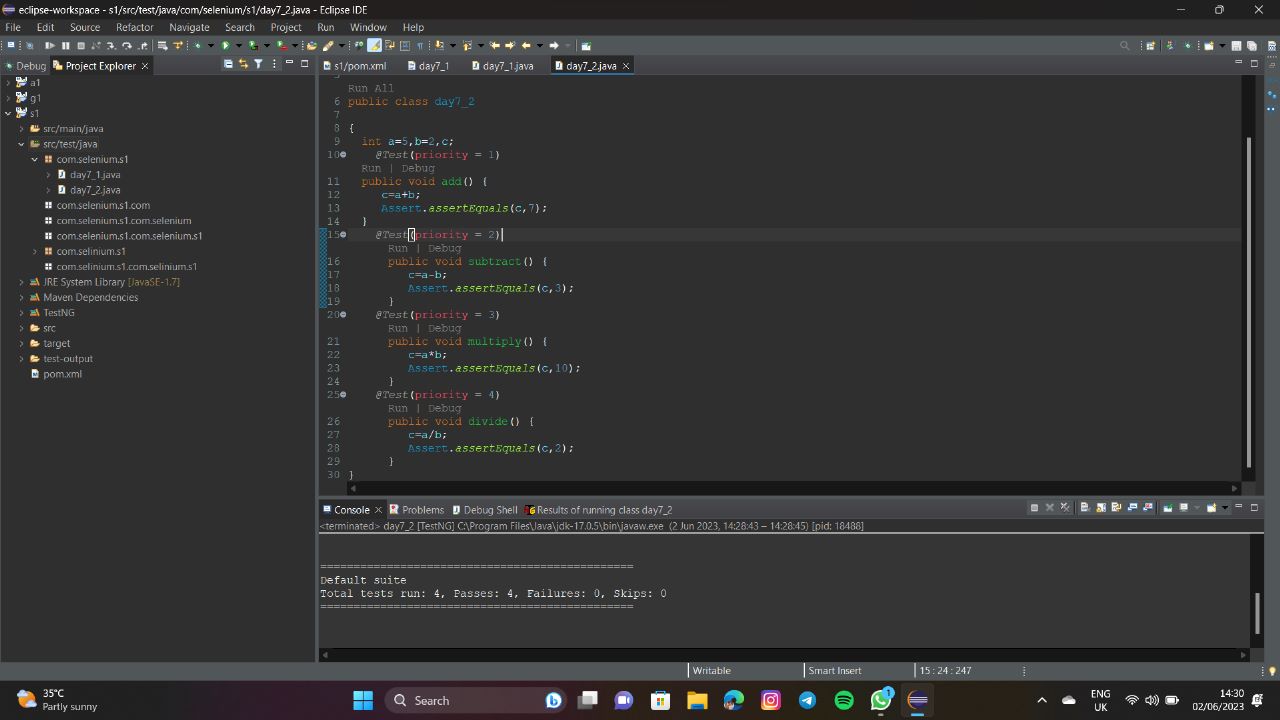 eclipse-workspace - s1/src/test/java/com/selenium/s1/day7_2.java - Eclipse IDE
File Edit Source Refactor Navigate Search Project Run Window Help
Debug Project Explorer
s1/pom.xml day7_1 day7_1.java day7_2.java
a1
g1
s1
src/main/java
src/test/java
com.selenium.s1
day7_1.java
day7_2.java
com.selenium.s1.com
com.selenium.s1.com.selenium
com.selenium.s1.com.selenium.s1
com.selinium.s1
com.selinium.s1.com.selinium.s1
JRE System Library [JavaSE-1.7]
Maven Dependencies
TestNG
src
target
test-output
pom.xml
Run All
6 public class day7_2
7
8 {
9 int a=5,b=2,c;
10 @Test(priority = 1)
Run | Debug
11 public void add() {
12 c=a+b;
13 Assert.assertEquals(c,7);
14 }
15 @Test(priority = 2)
Run | Debug
16 public void subtract() {
17 c=a-b;
18 Assert.assertEquals(c,3);
19 }
20 @Test(priority = 3)
Run | Debug
21 public void multiply() {
22 c=a*b;
23 Assert.assertEquals(c,10);
24 }
25 @Test(priority = 4)
Run | Debug
26 public void divide() {
27 c=a/b;
28 Assert.assertEquals(c,2);
29 }
30 }
Console Problems Debug Shell Results of running class day7_2
<terminated> day7_2 [TestNG] C:\Program Files\Java\jdk-17.0.5\bin\javaw.exe (2 Jun 2023, 14:28:43 – 14:28:45) [pid: 18488]
===============================================
Default suite
Total tests run: 4, Passes: 4, Failures: 0, Skips: 0
===============================================
Writable Smart Insert 15 : 24 : 247
35°C
Partly sunny
Search
1
ENG
UK
14:30
02/06/2023